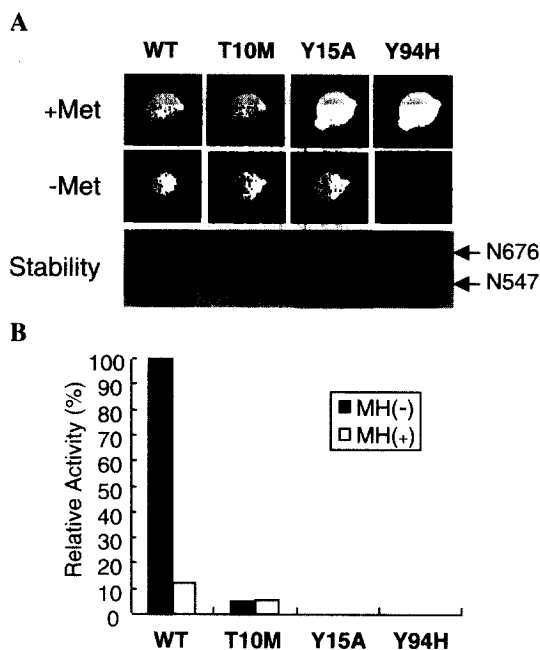 A
WT T10M Y15A Y94H
+Met
-Met
Stability
N676
N547
B
Relative Activity (%)
100
90
80
70
60
50
40
30
20
10
0
MH(-)
MH(+)
WT T10M Y15A Y94H